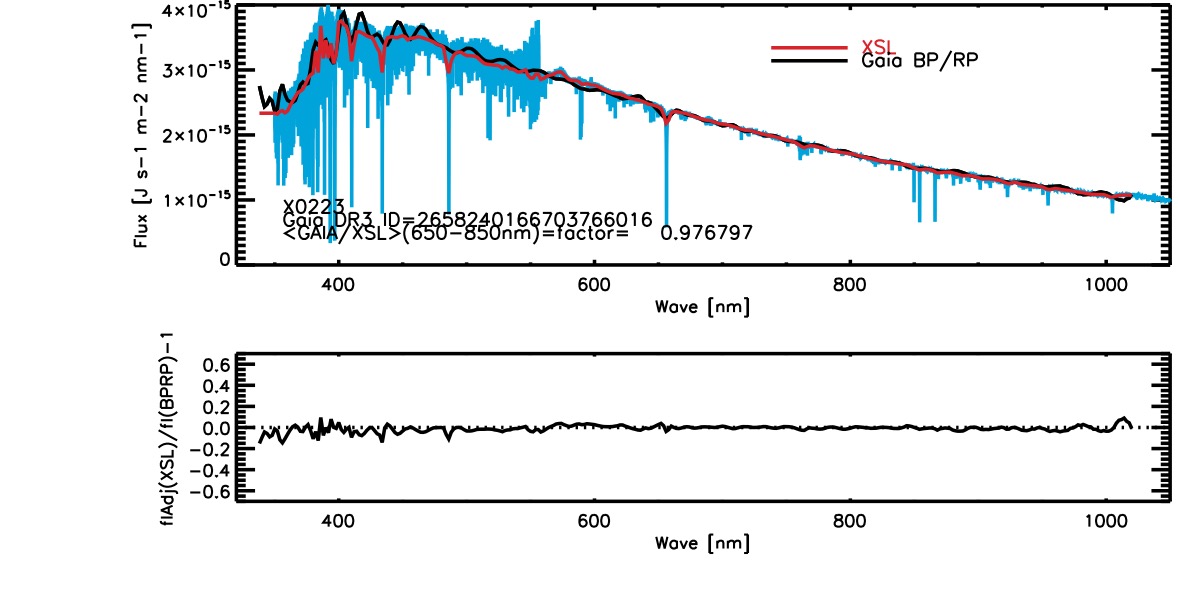 4×10⁻¹⁵
3×10⁻¹⁵
2×10⁻¹⁵
1×10⁻¹⁵
0
Flux [J s−1 m−2 nm−1]
XSL
Gaia BP/RP
X0223
Gaia DR3 ID=2658240166703766016
<GAIA/XSL>(650−850nm)=factor= 0.976797
400 600 800 1000
Wave [nm]
flAdj(XSL)/fl(BPRP)−1
0.6
0.4
0.2
0.0
−0.2
−0.4
−0.6
400 600 800 1000
Wave [nm]